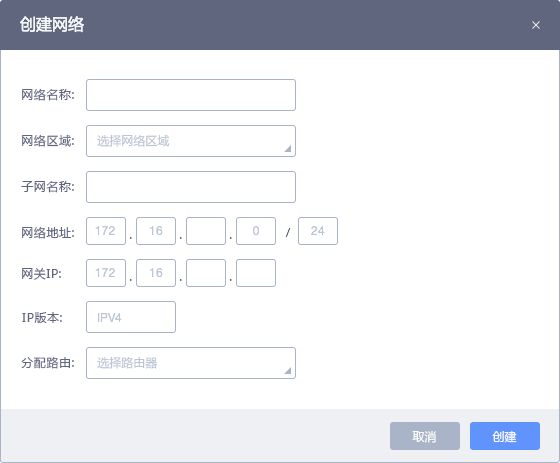 创建网络 ×
网络名称:
网络区域: 选择网络区域
子网名称:
网络地址: 172 . 16 . . 0 / 24
网关IP: 172 . 16 . .
IP版本: IPV4
分配路由: 选择路由器
取消 创建